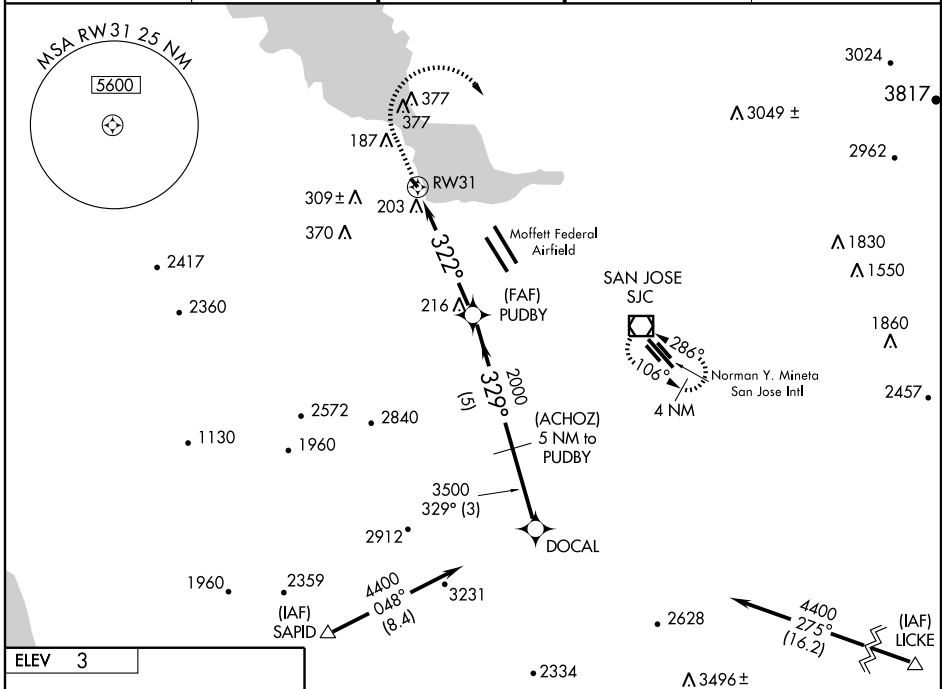 MSA RW31 25 NM
5600
3024
3817
377
377
3049 ±
187
2962
RW31
309 ±
203
370
Moffett Federal
Airfield
322°
1830
1550
2417
SAN JOSE
SJC
(FAF)
PUDBY
216
2360
1860
286°
106°
Norman Y. Mineta
San Jose Intl
4 NM
2000
329°
(5)
2457
2572
2840
(ACHOZ)
5 NM to
PUDBY
1130
1960
3500
329° (3)
2912
DOCAL
1960
2359
4400
048°
(8.4)
3231
(IAF)
SAPID
2628
4400
275°
(16.2)
(IAF)
LICKE
ELEV 3
2334
3496 ±